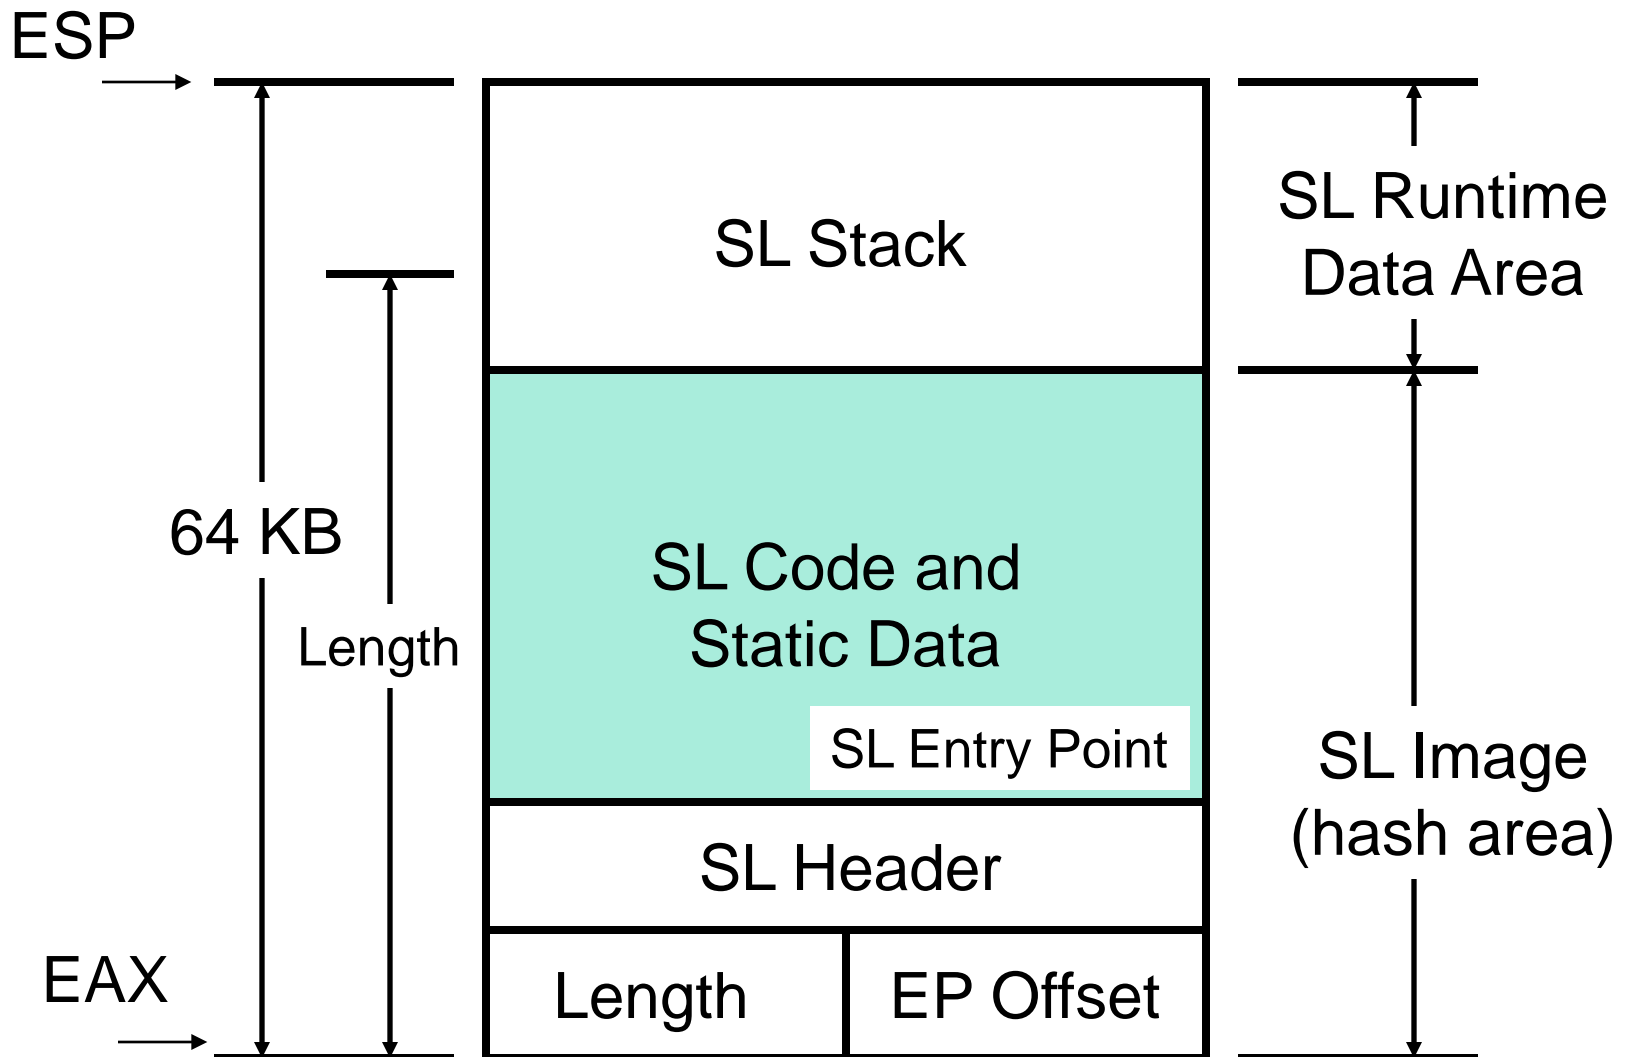 ESP
SL Stack
SL Runtime
Data Area
64 KB
Length
SL Code and
Static Data
SL Entry Point
SL Image
(hash area)
SL Header
EAX
Length
EP Offset